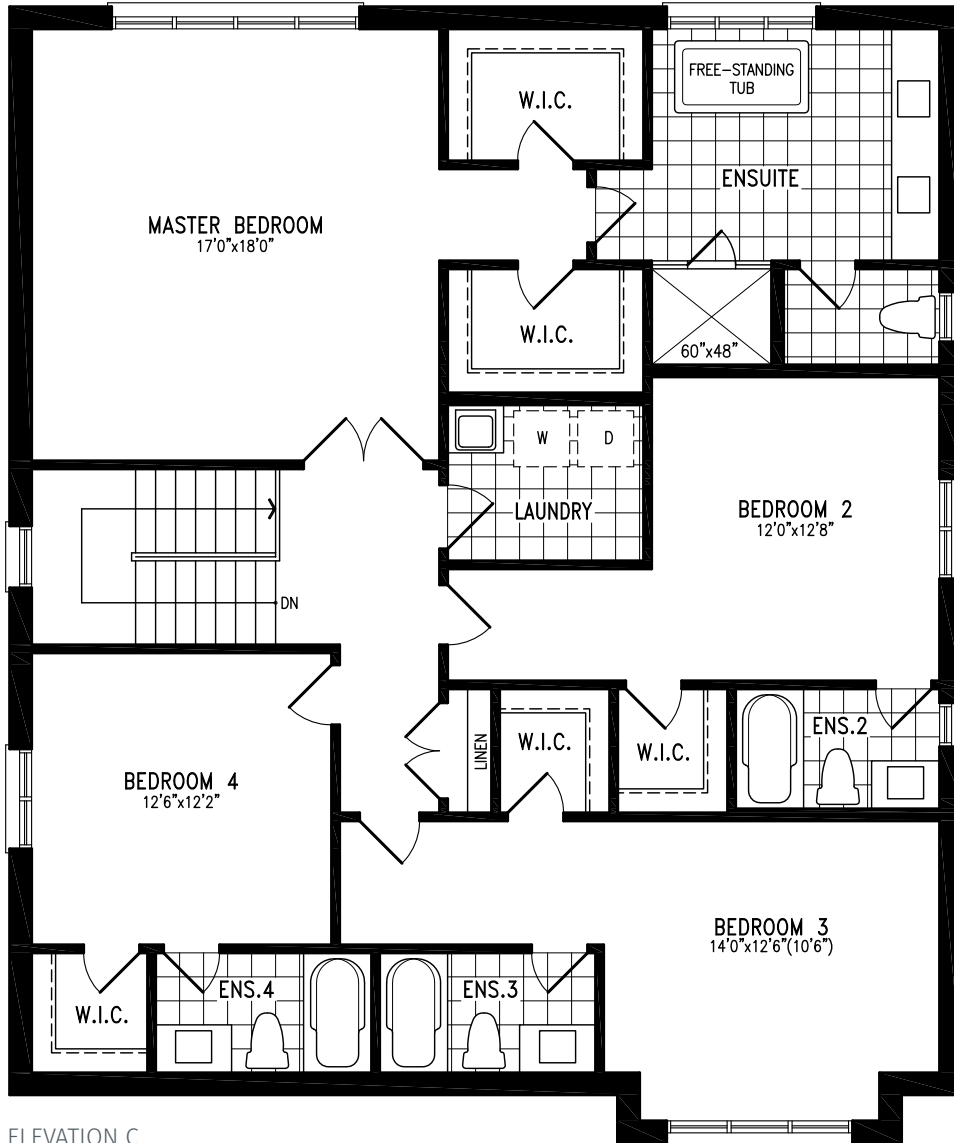 FREE-STANDING
TUB
W.I.C.
ENSUITE
MASTER BEDROOM
17'0"x18'0"
W.I.C.
60"x48"
W
D
LAUNDRY
BEDROOM 2
12'0"x12'8"
DN
LINEN
W.I.C.
W.I.C.
ENS.2
BEDROOM 4
12'6"x12'2"
BEDROOM 3
14'0"x12'6"(10'6")
W.I.C.
ENS.4
ENS.3
ELEVATION C